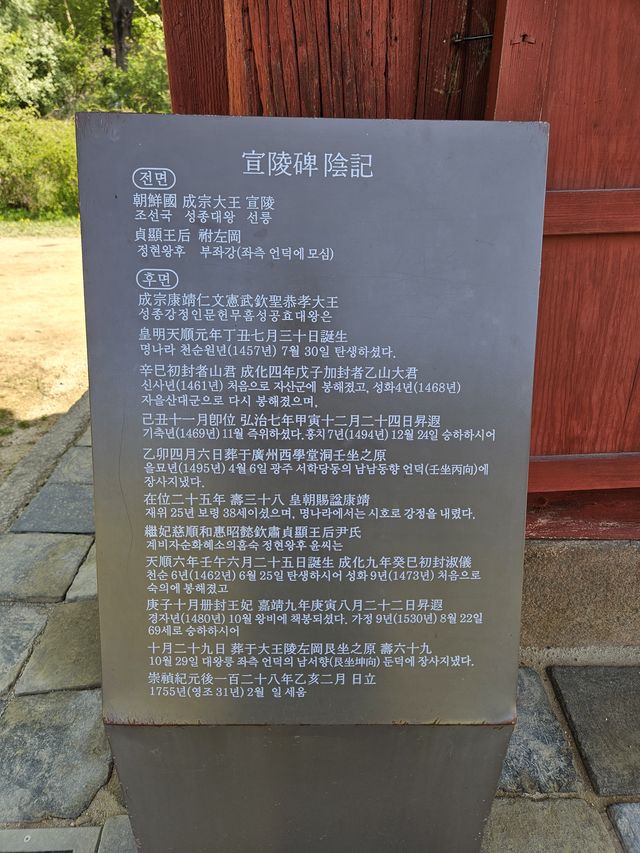 宣陵碑 陰記
전면
朝鮮國 成宗大王 宣陵
조선국 성종대왕 선릉
貞顯王后 祔左岡
정현왕후 부좌강(좌측 언덕에 모심)
후면
成宗康靖仁文憲武欽聖恭孝大王
성종강정인문헌무흠성공효대왕은
皇明天順元年丁丑七月三十日誕生
명나라 천순원년(1457년) 7월 30일 탄생하셨다.
辛巳初封者山君 成化四年戊子加封者乙山大君
신사년(1461년) 처음으로 자산군에 봉해졌고, 성화4년(1468년)
자을산대군으로 다시 봉해졌으며,
己丑十一月卽位 弘治七年甲寅十二月二十四日昇遐
기축년(1469년) 11월 즉위하셨다. 홍치7년(1494년) 12월 24일 승하하시어
乙卯四月六日葬于廣州西學堂洞壬坐之原
을묘년(1495년) 4월 6일 광주 서학당동의 남남동향 언덕(壬坐丙向)에
장사지냈다.
在位二十五年 壽三十八 皇朝賜諡康靖
재위 25년 보령 38세이셨으며, 명나라에서는 시호로 강정을 내렸다.
繼妃慈順和惠昭懿欽肅貞顯王后尹氏
계비자순화혜소의흠숙 정현왕후 윤씨는
天順六年壬午六月二十五日誕生 成化九年癸巳初封淑儀
천순 6년(1462년) 6월 25일 탄생하시어 성화 9년(1473년) 처음으로
숙의에 봉해졌고
庚子十月册封王妃 嘉靖九年庚寅八月二十二日昇遐
경자년(1480년) 10월 왕비에 책봉되셨다. 가정 9년(1530년) 8월 22일
69세로 승하하시어
十月二十九日 葬于大王陵左岡艮坐之原 壽六十九
10월 29일 대왕릉 좌측 언덕의 남서향(艮坐坤向) 둔덕에 장사지냈다.
崇禎紀元後一百二十八年乙亥二月 日立
1755년(영조 31년) 2월 일 세움